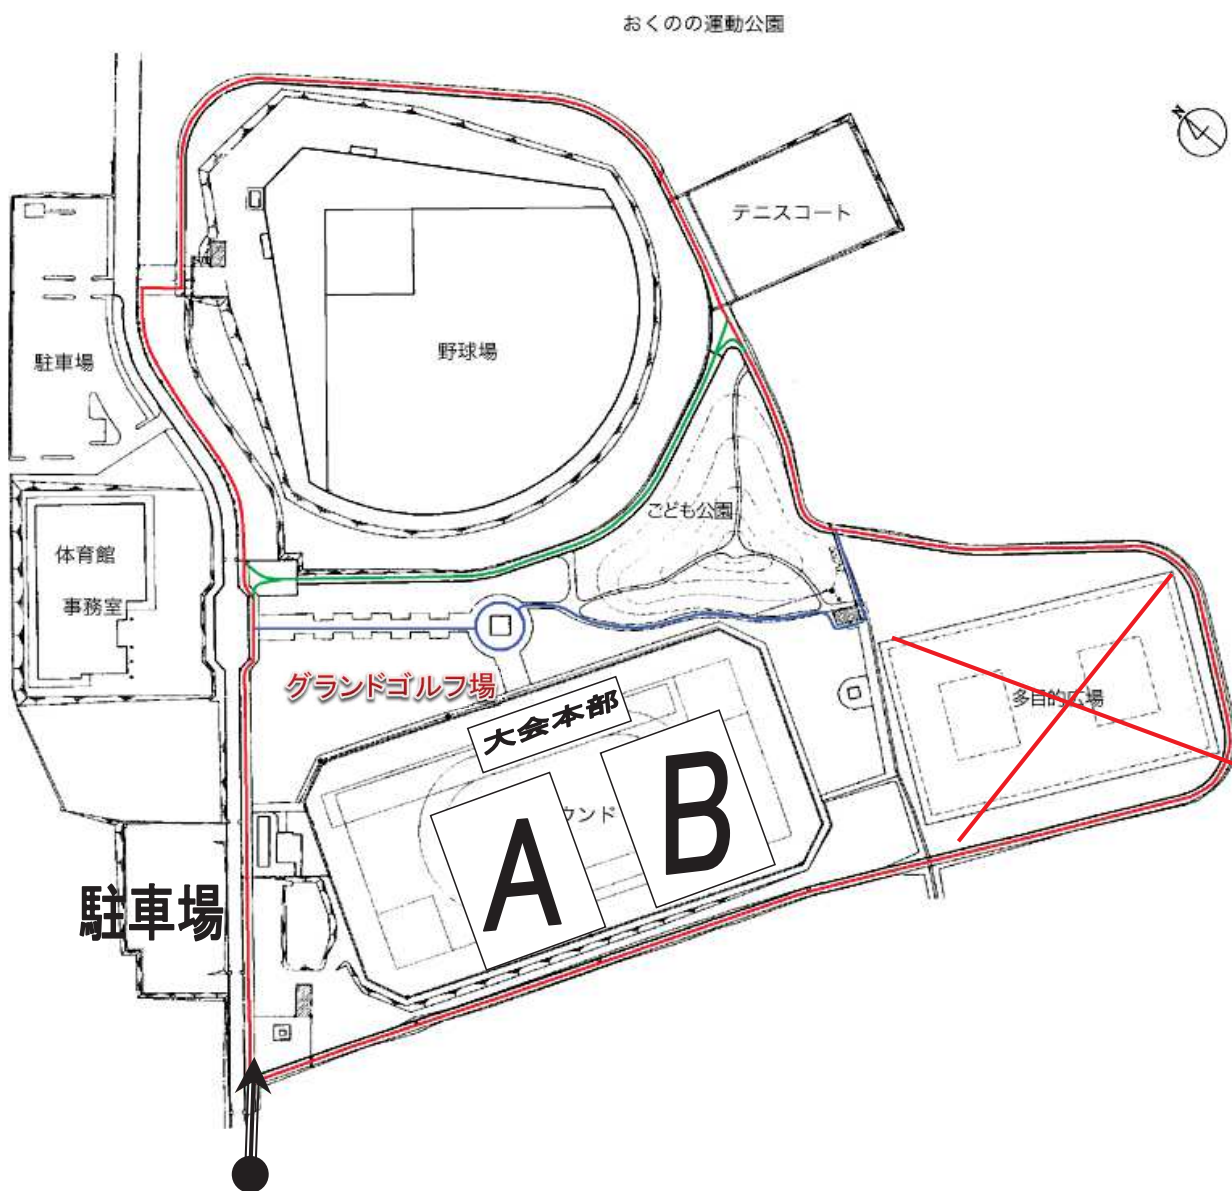 おくのの運動公園
N
テニスコート
野球場
駐車場
こども公園
体育館
事務室
グランドゴルフ場
大会本部
多目的広場
B
A
ウンド
駐車場